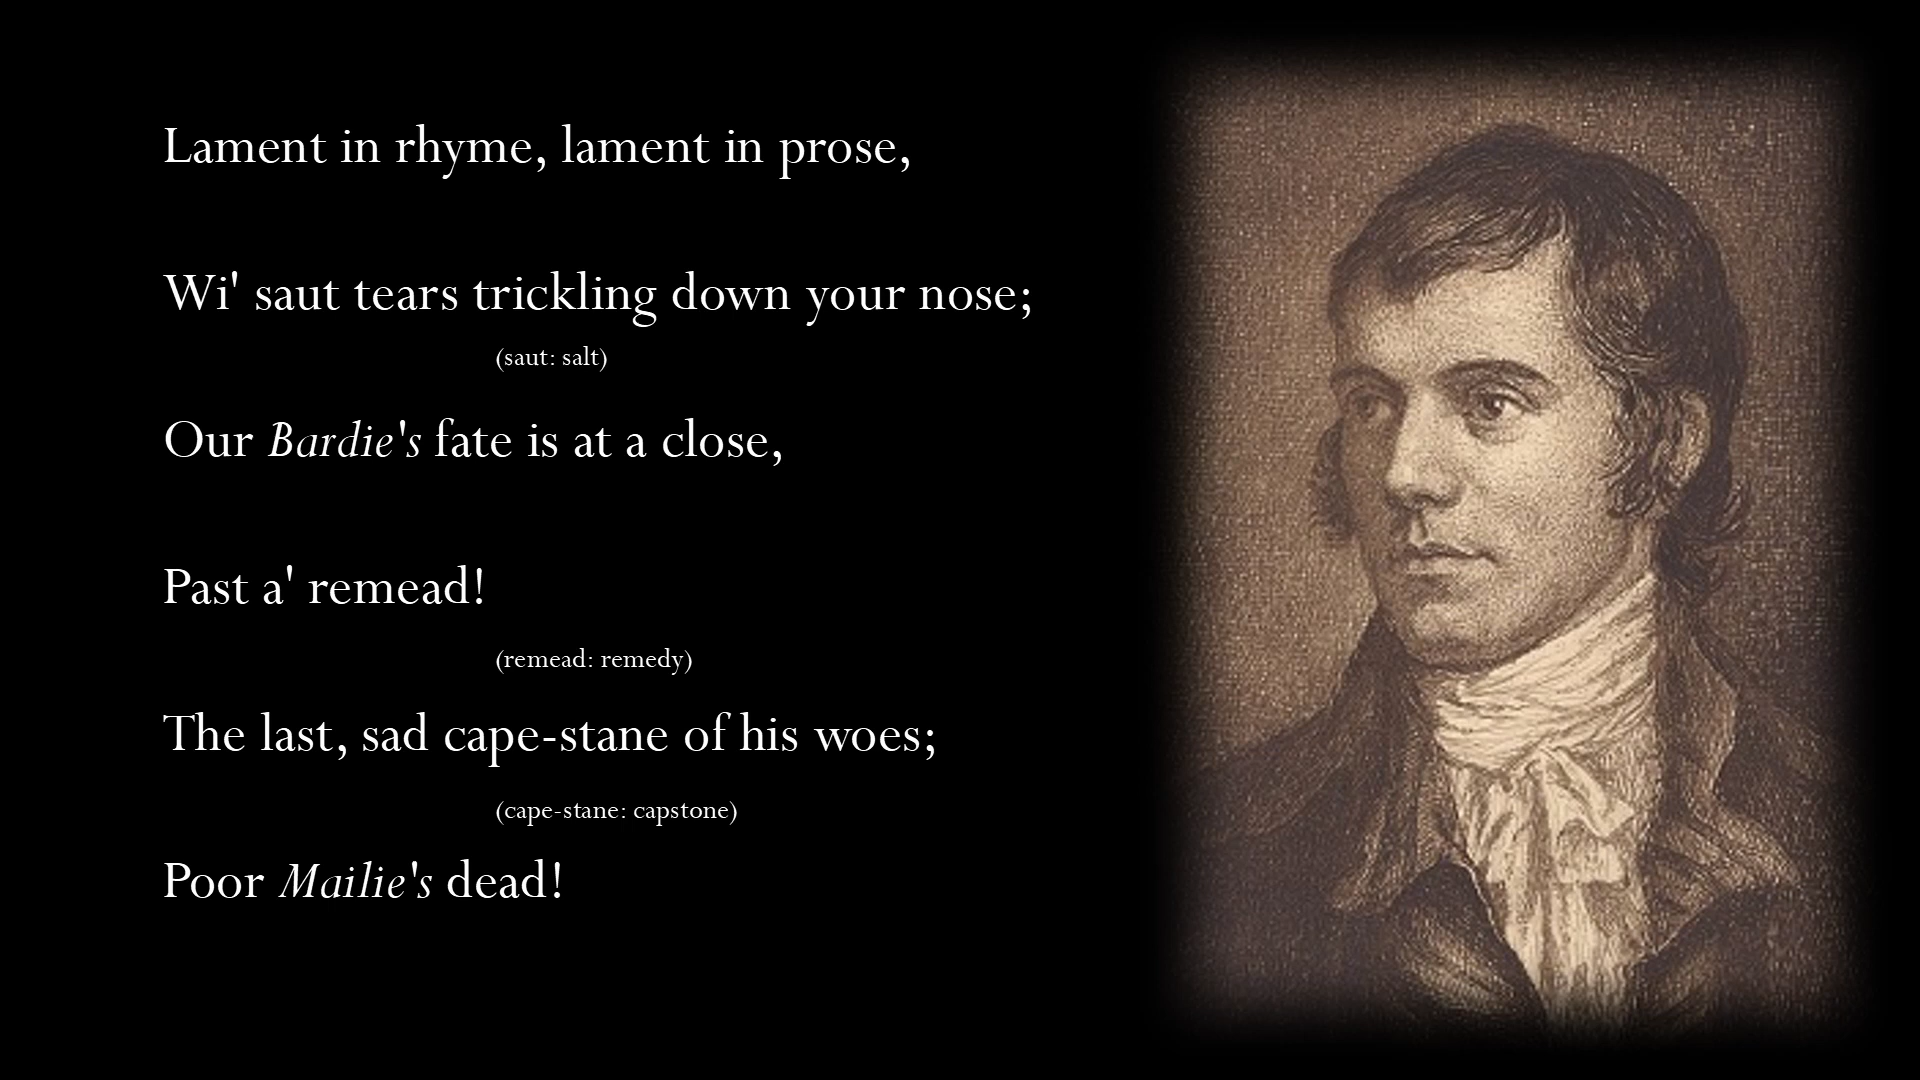 Lament in rhyme, lament in prose,
Wi' saut tears trickling down your nose;
(saut: salt)
Our Bardie's fate is at a close,
Past a' remead!
(remead: remedy)
The last, sad cape-stane of his woes;
(cape-stane: capstone)
Poor Mailie's dead!